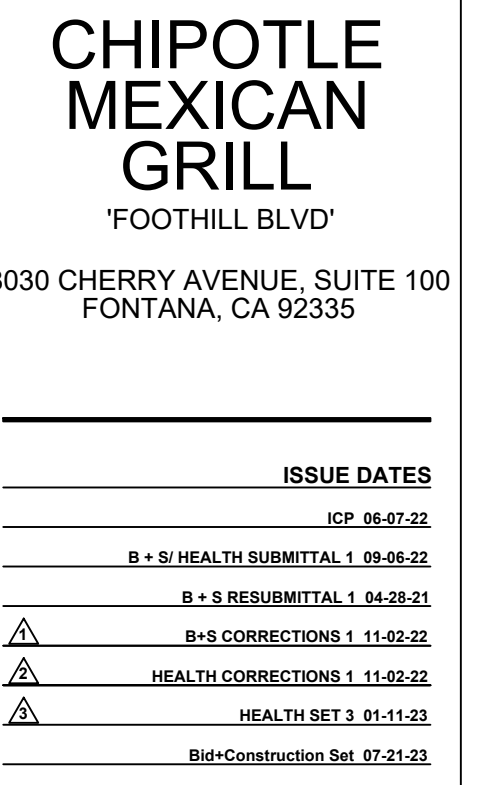 CHIPOTLE
MEXICAN
GRILL
'FOOTHILL BLVD'
030 CHERRY AVENUE, SUITE 100
FONTANA, CA 92335
ISSUE DATES
ICP 06-07-22
B + S/ HEALTH SUBMITTAL 1 09-06-22
B + S RESUBMITTAL 1 04-28-21
1 B+S CORRECTIONS 1 11-02-22
2 HEALTH CORRECTIONS 1 11-02-22
3 HEALTH SET 3 01-11-23
Bid+Construction Set 07-21-23